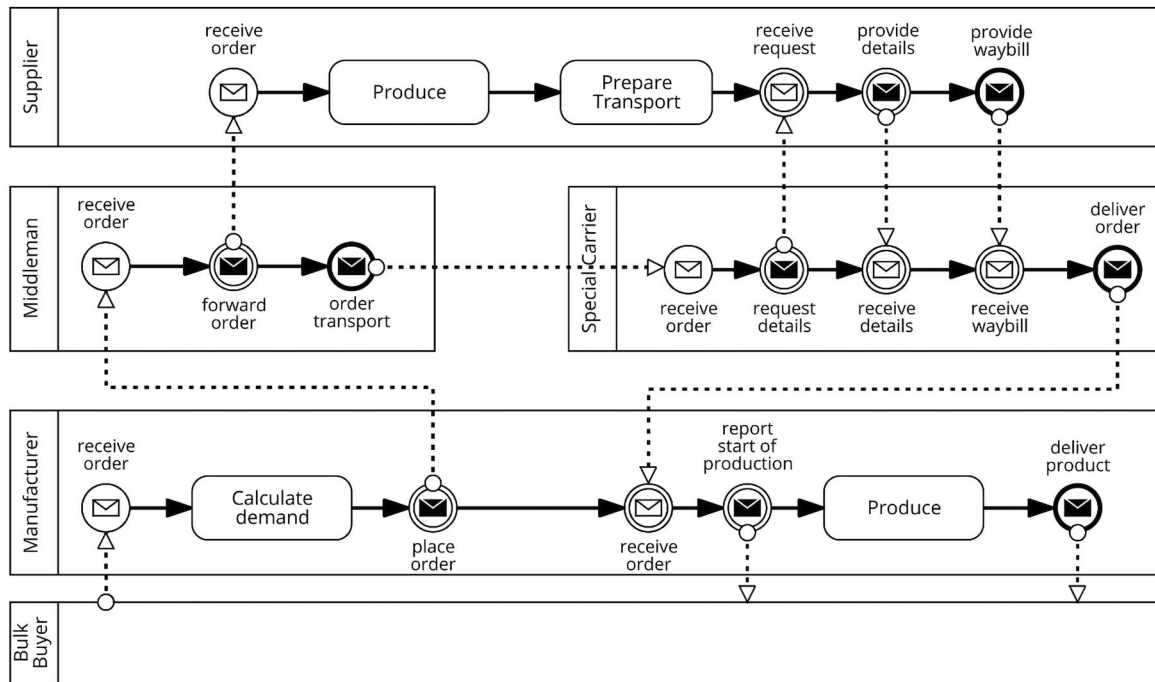 Supplier
receive
order
Produce
Prepare
Transport
receive
request
provide
details
provide
waybill
Middleman
receive
order
forward
order
order
transport
Special Carrier
receive
order
request
details
receive
details
receive
waybill
deliver
order
Manufacturer
receive
order
Calculate
demand
place
order
receive
order
report
start of
production
Produce
deliver
product
Bulk
Buyer